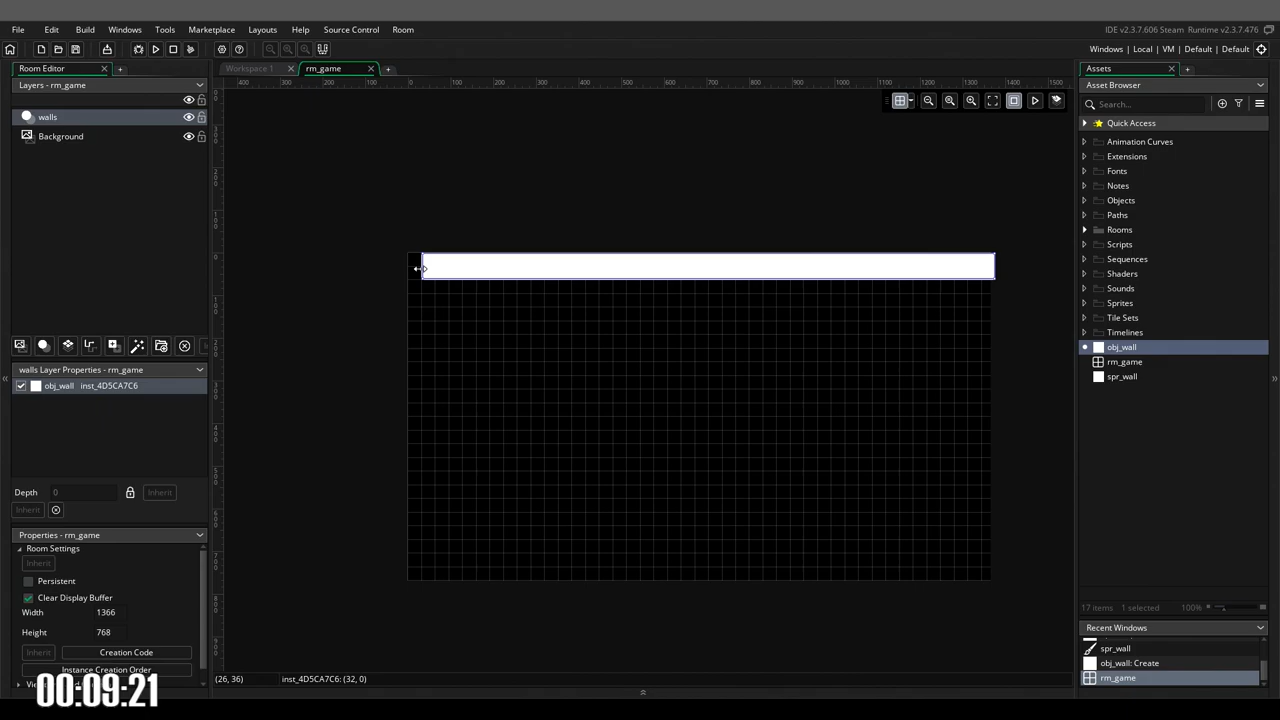 File Edit Build Windows Tools Marketplace Layouts Help Source Control Room IDE v2.3.7.606 Steam Runtime v2.3.7.476
Windows | Local | VM | Default | Default
Room Editor
Workspace 1
rm_game
Assets
Layers - rm_game
Asset Browser
Search...
walls
Background
Quick Access
Animation Curves
Extensions
Fonts
Notes
Objects
Paths
Rooms
Scripts
Sequences
Shaders
Sounds
Sprites
Tile Sets
Timelines
obj_wall
rm_game
spr_wall
walls Layer Properties - rm_game
obj_wall inst_4D5CA7C6
Depth 0 Inherit
Inherit
Properties - rm_game
Room Settings
Inherit
Persistent
Clear Display Buffer
Width 1366
Height 768
Inherit Creation Code
Instance Creation Order
00:09:21
(26, 36) inst_4D5CA7C6: (32, 0)
17 items 1 selected 100%
Recent Windows
spr_wall
obj_wall: Create
rm_game